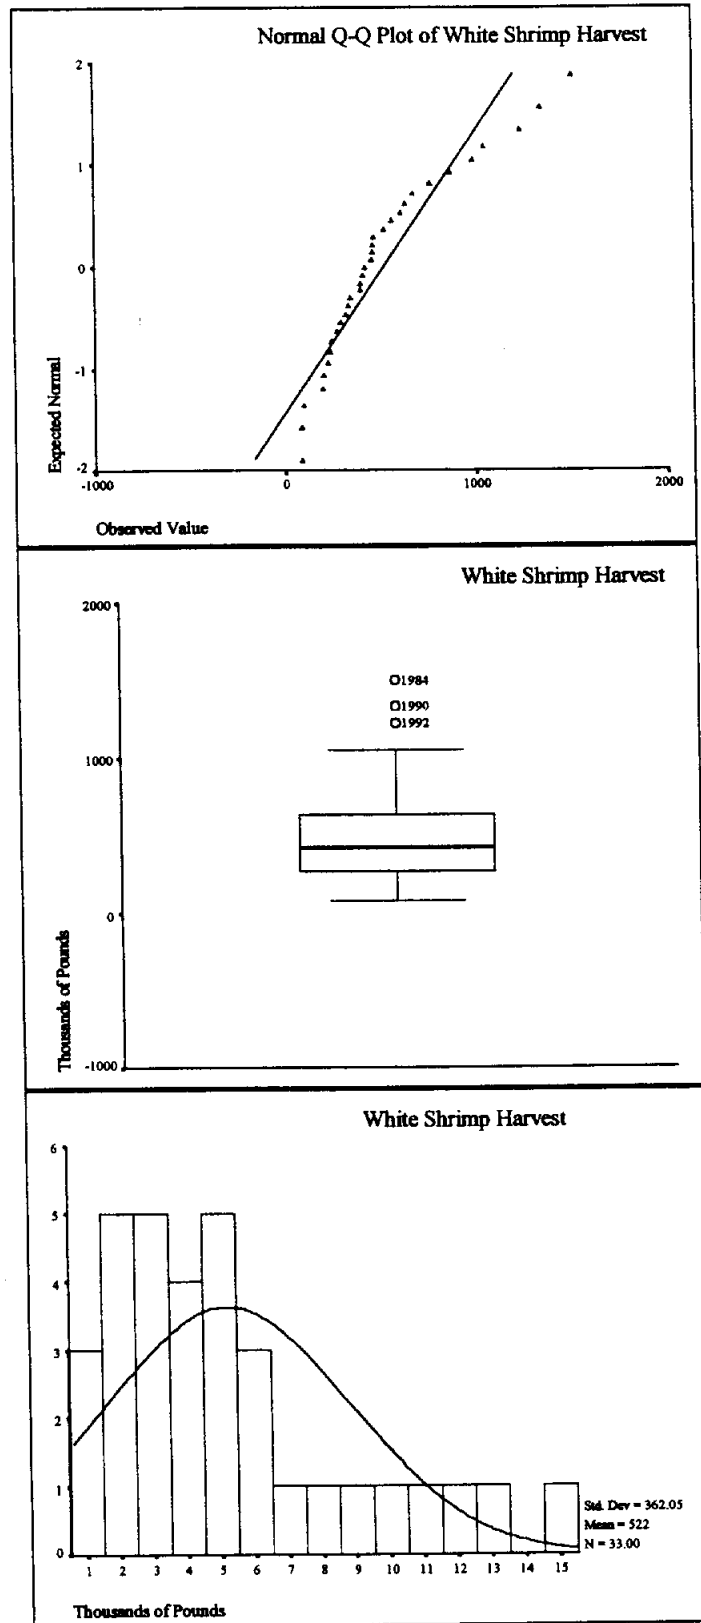 Normal Q-Q Plot of White Shrimp Harvest
2
1
0
-1
-2
Expected Normal
-1000 0 1000 2000
Observed Value
White Shrimp Harvest
2000
O1984
O1990
O1992
1000
0
-1000
Thousands of Pounds
White Shrimp Harvest
6
5
4
3
2
1
0
Std. Dev = 362.05
Mean = 522
N = 33.00
1 2 3 4 5 6 7 8 9 10 11 12 13 14 15
Thousands of Pounds